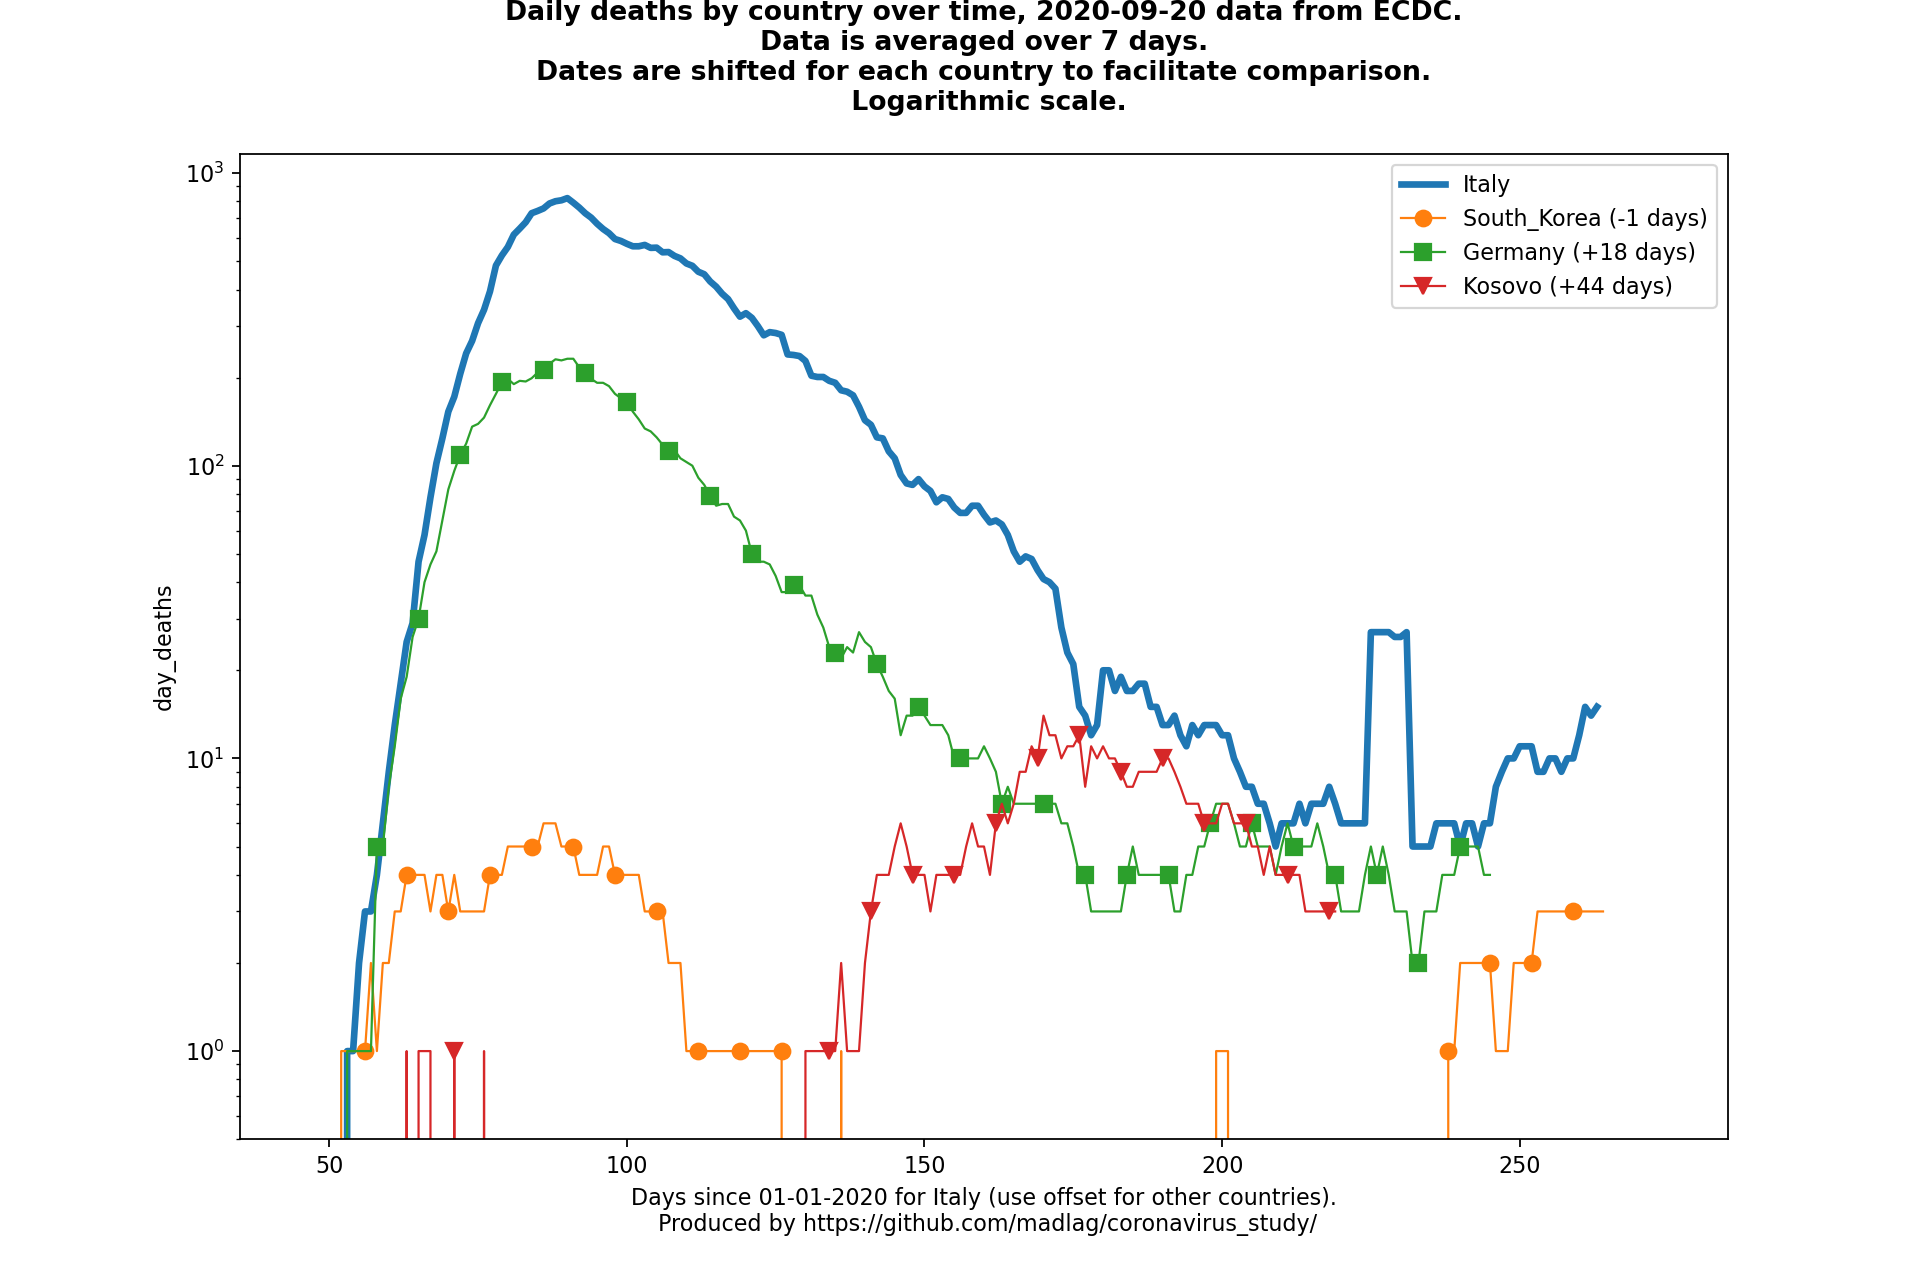 Daily deaths by country over time, 2020-09-20 data from ECDC.
Data is averaged over 7 days.
Dates are shifted for each country to facilitate comparison.
Logarithmic scale.
10³
10²
10¹
10⁰
day_deaths
Italy
South_Korea (-1 days)
Germany (+18 days)
Kosovo (+44 days)
50 100 150 200 250
Days since 01-01-2020 for Italy (use offset for other countries).
Produced by https://github.com/madlag/coronavirus_study/